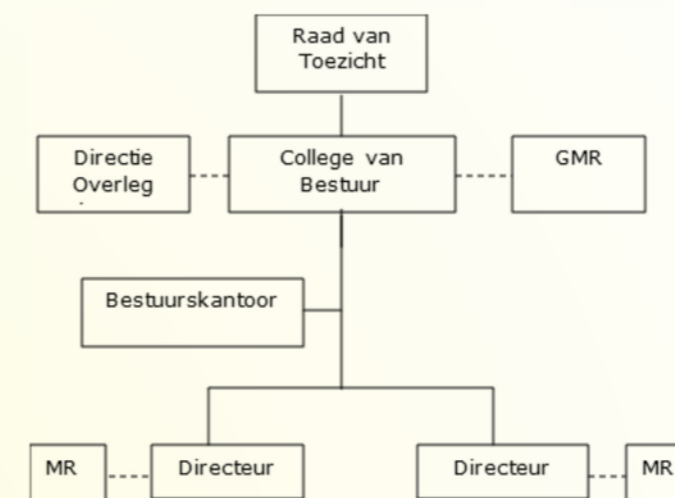 Raad van
Toezicht
Directie
Overleg
College van
Bestuur
GMR
Bestuurskantoor
MR
Directeur
Directeur
MR